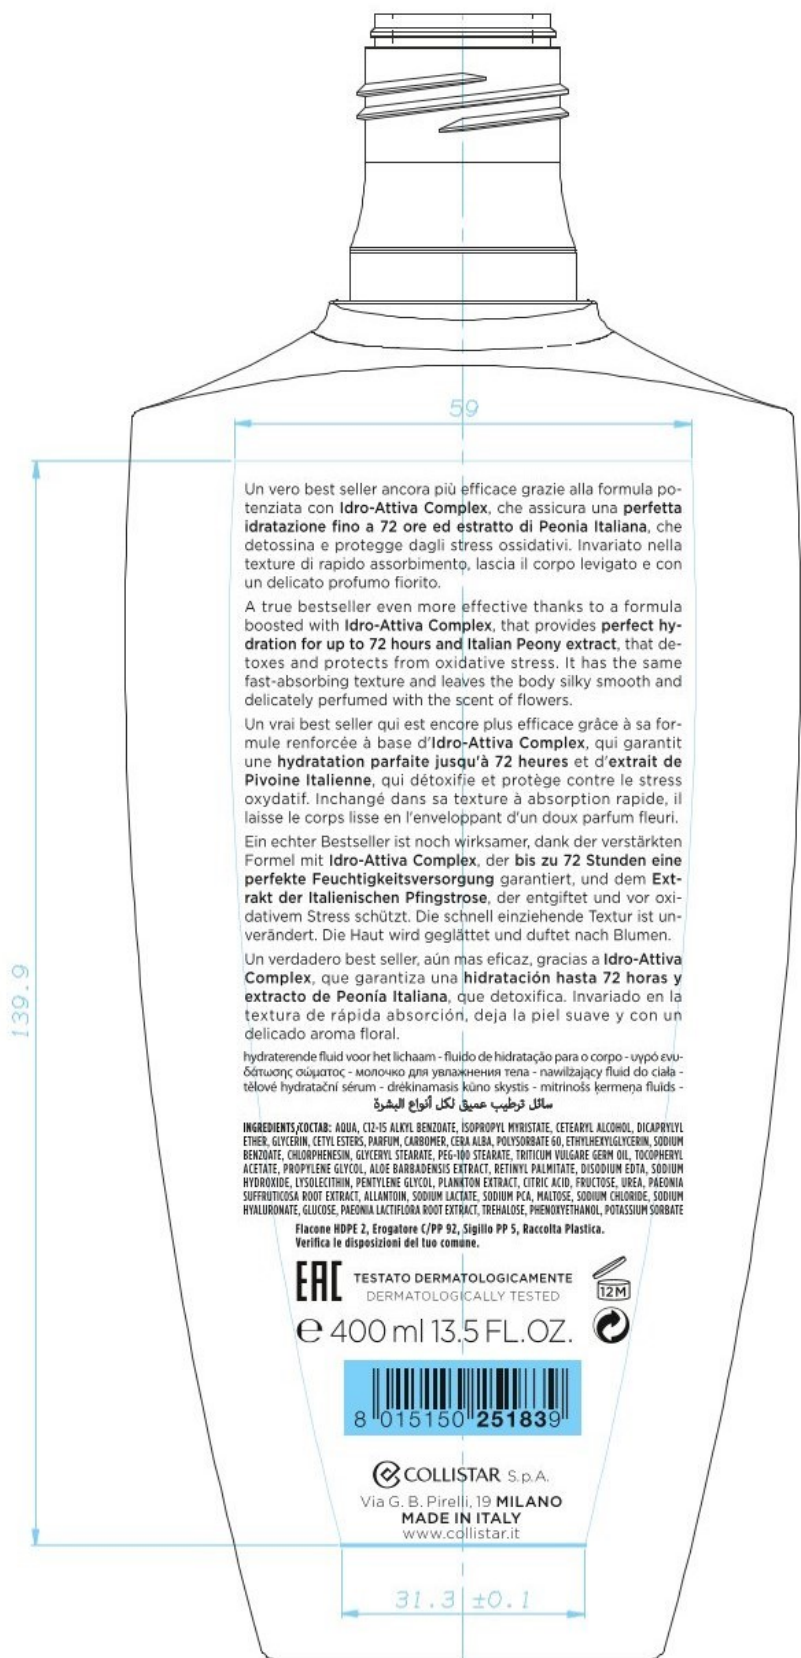 59
139.9
Un vero best seller ancora più efficace grazie alla formula po-
tenziata con Idro-Attiva Complex, che assicura una perfetta
idratazione fino a 72 ore ed estratto di Peonia Italiana, che
detossina e protegge dagli stress ossidativi. Invariato nella
texture di rapido assorbimento, lascia il corpo levigato e con
un delicato profumo fiorito.
A true bestseller even more effective thanks to a formula
boosted with Idro-Attiva Complex, that provides perfect hy-
dration for up to 72 hours and Italian Peony extract, that de-
toxes and protects from oxidative stress. It has the same
fast-absorbing texture and leaves the body silky smooth and
delicately perfumed with the scent of flowers.
Un vrai best seller qui est encore plus efficace grâce à sa for-
mule renforcée à base d'Idro-Attiva Complex, qui garantit
une hydratation parfaite jusqu'à 72 heures et d'extrait de
Pivoine Italienne, qui détoxifie et protège contre le stress
oxydatif. Inchangé dans sa texture à absorption rapide, il
laisse le corps lisse en l'enveloppant d'un doux parfum fleuri.
Ein echter Bestseller ist noch wirksamer, dank der verstärkten
Formel mit Idro-Attiva Complex, der bis zu 72 Stunden eine
perfekte Feuchtigkeitsversorgung garantiert, und dem Ext-
rakt der Italienischen Pfingstrose, der entgiftet und vor oxi-
dativem Stress schützt. Die schnell einziehende Textur ist un-
verändert. Die Haut wird geglättet und duftet nach Blumen.
Un verdadero best seller, aún mas eficaz, gracias a Idro-Attiva
Complex, que garantiza una hidratación hasta 72 horas y
extracto de Peonía Italiana, que detoxifica. Invariado en la
textura de rápida absorción, deja la piel suave y con un
delicado aroma floral.
hydraterende fluid voor het lichaam - fluido de hidratação para o corpo - υγρό ενυ-
δάτωσης σώματος - молочко для увлажнения тела - nawilżający fluid do ciała -
tělové hydratační sérum - drėkinamasis kūno skystis - mitrinošs ķermeņa fluīds -
سائل ترطيب عميق لكل أنواع البشرة
INGREDIENTS/СОСТАВ: AQUA, C12-15 ALKYL BENZOATE, ISOPROPYL MYRISTATE, CETEARYL ALCOHOL, DICAPRYLYL
ETHER, GLYCERIN, CETYL ESTERS, PARFUM, CARBOMER, CERA ALBA, POLYSORBATE 60, ETHYLHEXYLGLYCERIN, SODIUM
BENZOATE, CHLORPHENESIN, GLYCERYL STEARATE, PEG-100 STEARATE, TRITICUM VULGARE GERM OIL, TOCOPHERYL
ACETATE, PROPYLENE GLYCOL, ALOE BARBADENSIS EXTRACT, RETINYL PALMITATE, DISODIUM EDTA, SODIUM
HYDROXIDE, LYSOLECITHIN, PENTYLENE GLYCOL, PLANKTON EXTRACT, CITRIC ACID, FRUCTOSE, UREA, PAEONIA
SUFFRUTICOSA ROOT EXTRACT, ALLANTOIN, SODIUM LACTATE, SODIUM PCA, MALTOSE, SODIUM CHLORIDE, SODIUM
HYALURONATE, GLUCOSE, PAEONIA LACTIFLORA ROOT EXTRACT, TREHALOSE, PHENOXYETHANOL, POTASSIUM SORBATE
Flacone HDPE 2, Erogatore C/PP 92, Sigillo PP 5, Raccolta Plastica.
Verifica le disposizioni del tuo comune.
EAC
TESTATO DERMATOLOGICAMENTE
DERMATOLOGICALLY TESTED
12M
℮ 400 ml 13.5 FL.OZ.
8 015150 251839
COLLISTAR S.p.A.
Via G. B. Pirelli, 19 MILANO
MADE IN ITALY
www.collistar.it
31.3 ±0.1